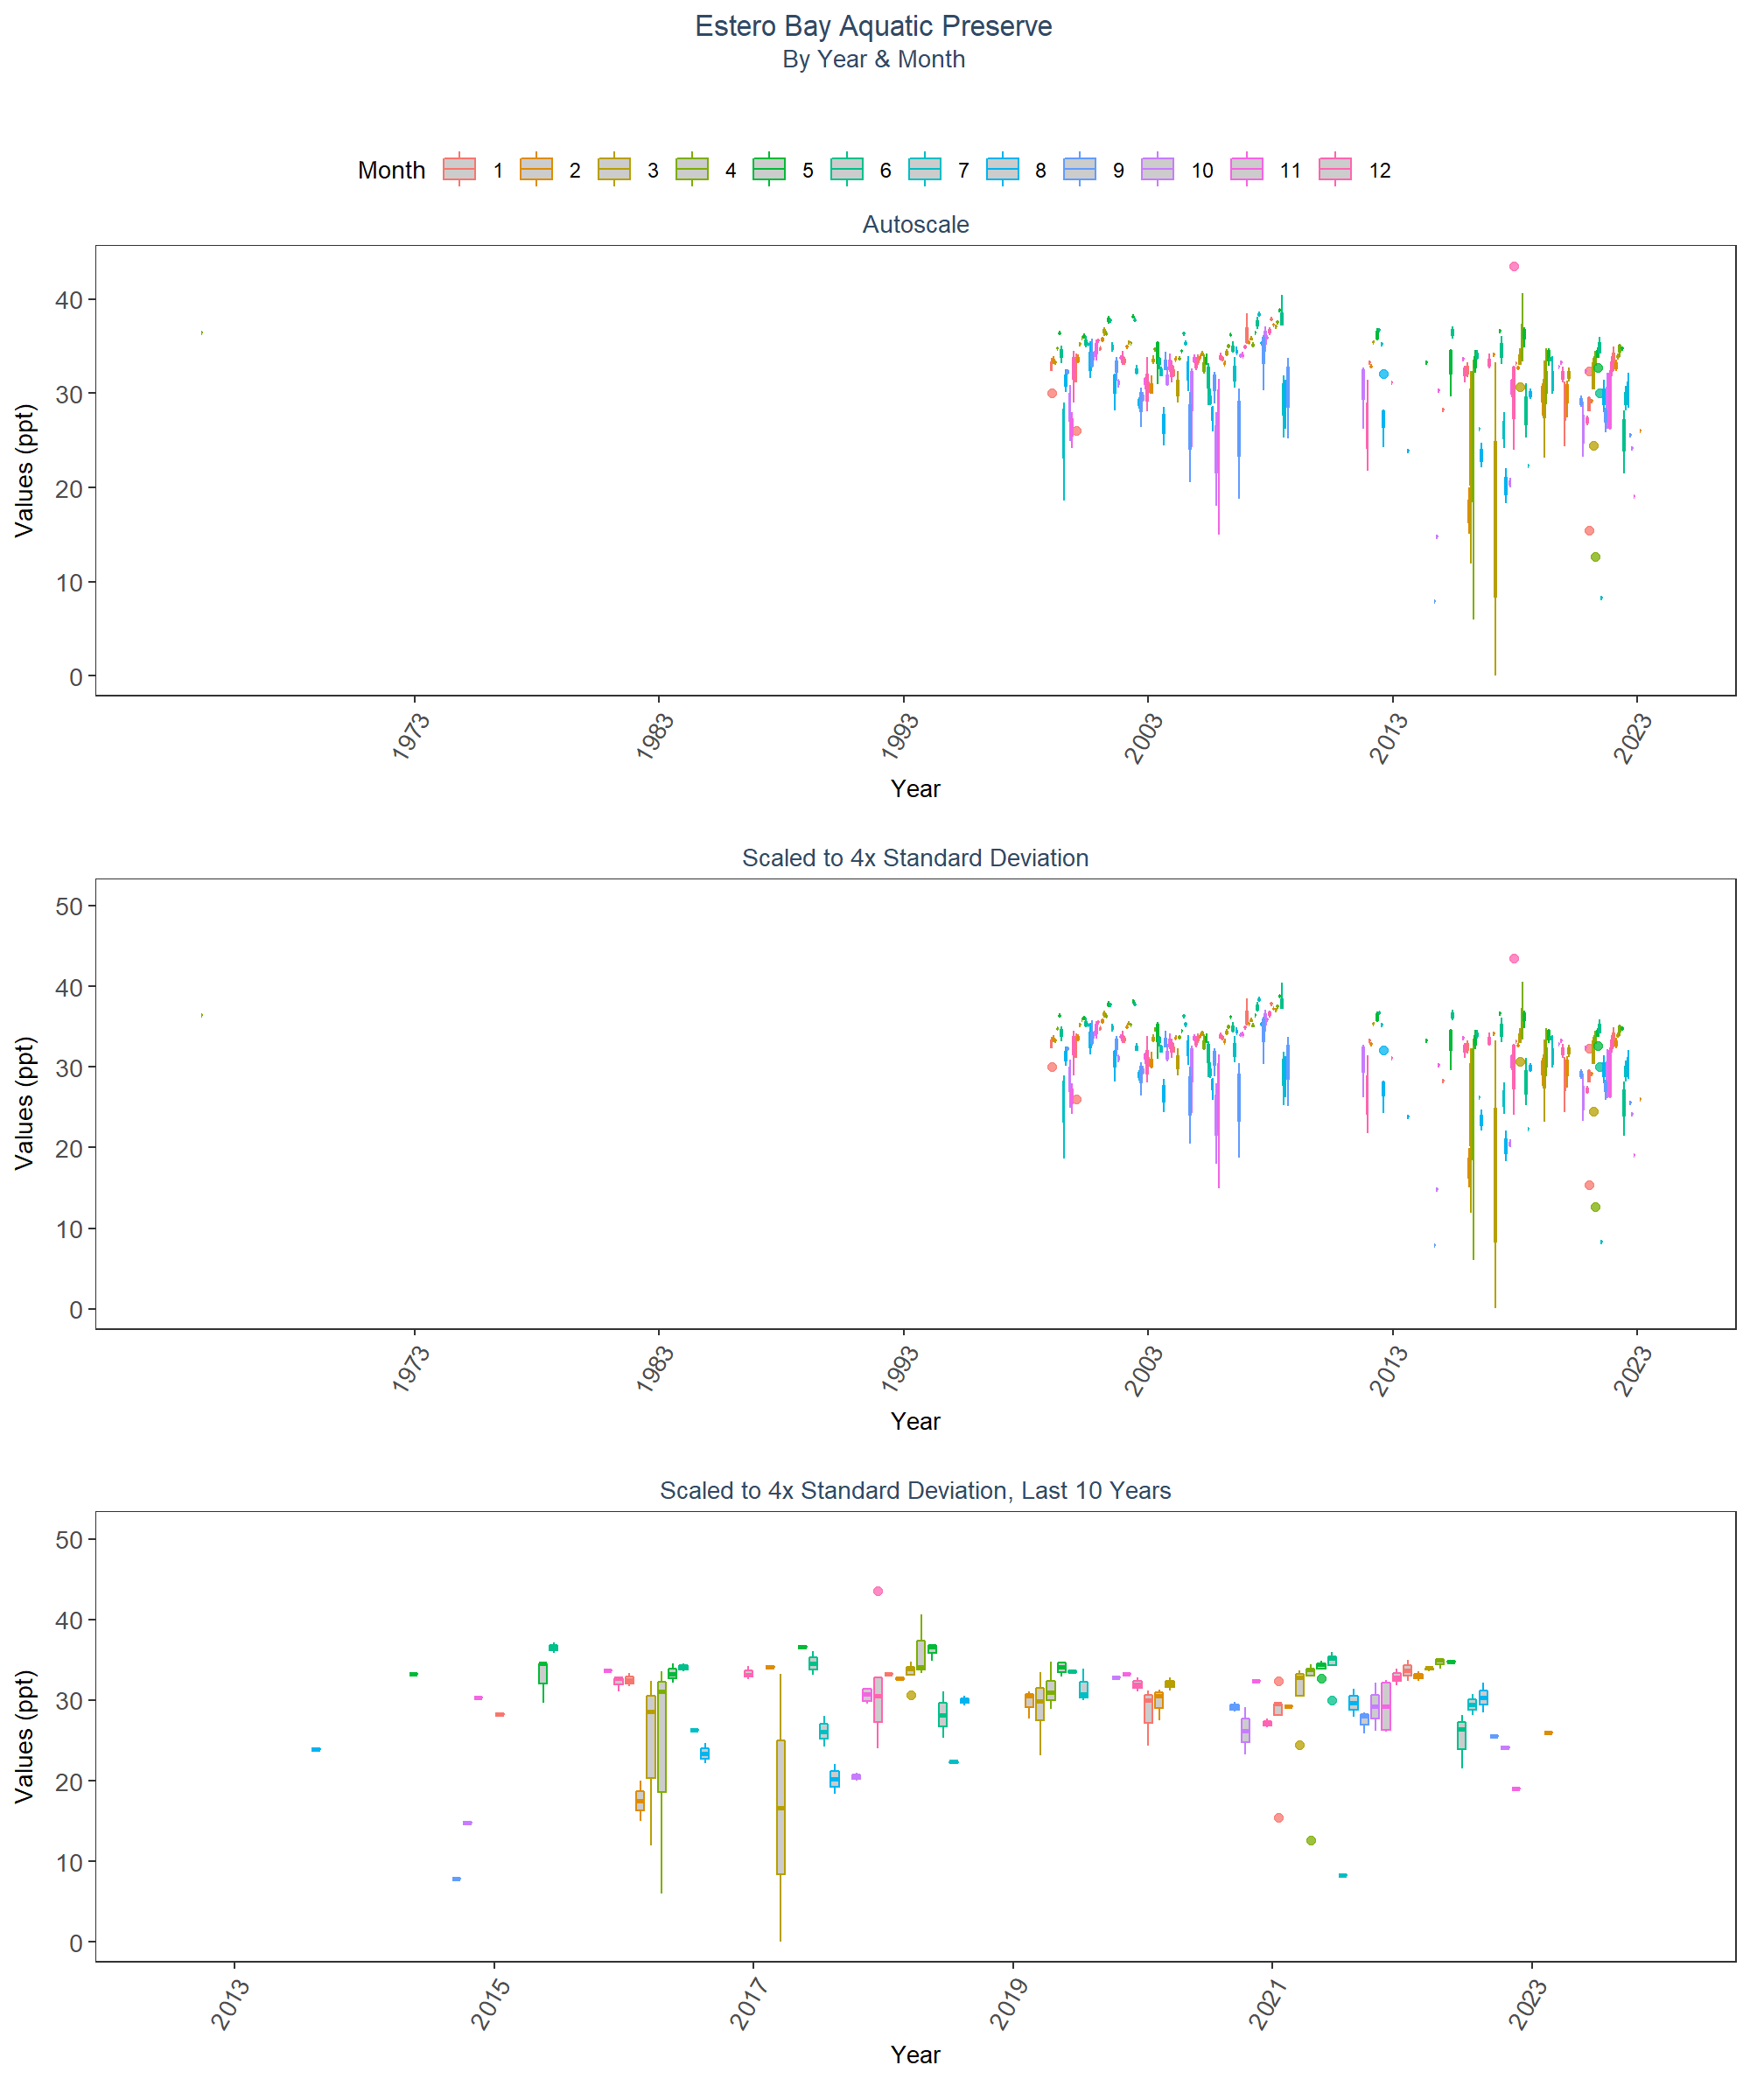 Estero Bay Aquatic Preserve
By Year & Month
Month 1 2 3 4 5 6 7 8 9 10 11 12
Autoscale
Values (ppt)
40
30
20
10
0
1973 1983 1993 2003 2013 2023
Year
Scaled to 4x Standard Deviation
Values (ppt)
50
40
30
20
10
0
1973 1983 1993 2003 2013 2023
Year
Scaled to 4x Standard Deviation, Last 10 Years
Values (ppt)
50
40
30
20
10
0
2013 2015 2017 2019 2021 2023
Year